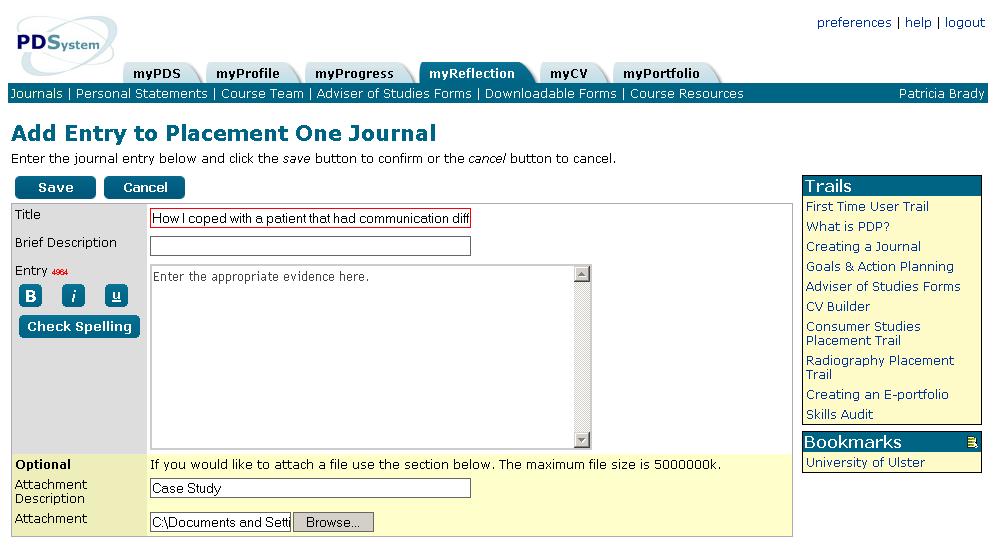 PDSystem
preferences | help | logout
myPDS myProfile myProgress myReflection myCV myPortfolio
Journals | Personal Statements | Course Team | Adviser of Studies Forms | Downloadable Forms | Course Resources Patricia Brady
Add Entry to Placement One Journal
Enter the journal entry below and click the save button to confirm or the cancel button to cancel.
Save Cancel
Title How I coped with a patient that had communication diff
Brief Description
Entry 4964 Enter the appropriate evidence here.
B i u
Check Spelling
Optional If you would like to attach a file use the section below. The maximum file size is 5000000k.
Attachment
Description Case Study
Attachment C:\Documents and Setti Browse...
Trails
First Time User Trail
What is PDP?
Creating a Journal
Goals & Action Planning
Adviser of Studies Forms
CV Builder
Consumer Studies
Placement Trail
Radiography Placement
Trail
Creating an E-portfolio
Skills Audit
Bookmarks
University of Ulster